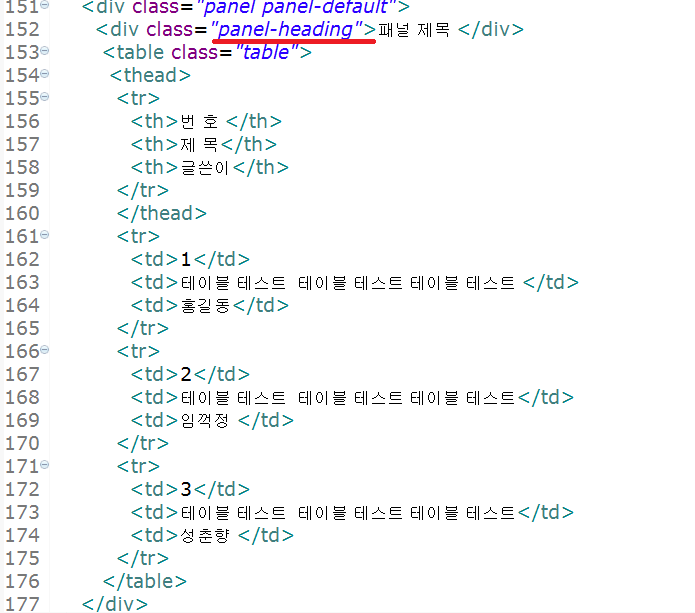 151 <div class="panel panel-default">
152 <div class="panel-heading">패널 제목 </div>
153 <table class="table">
154 <thead>
155 <tr>
156 <th>번 호 </th>
157 <th>제 목</th>
158 <th>글쓴이</th>
159 </tr>
160 </thead>
161 <tr>
162 <td>1</td>
163 <td>테이블 테스트  테이블 테스트 테이블 테스트 </td>
164 <td>홍길동</td>
165 </tr>
166 <tr>
167 <td>2</td>
168 <td>테이블 테스트  테이블 테스트 테이블 테스트</td>
169 <td>임꺽정 </td>
170 </tr>
171 <tr>
172 <td>3</td>
173 <td>테이블 테스트  테이블 테스트 테이블 테스트</td>
174 <td>성춘향 </td>
175 </tr>
176 </table>
177 </div>